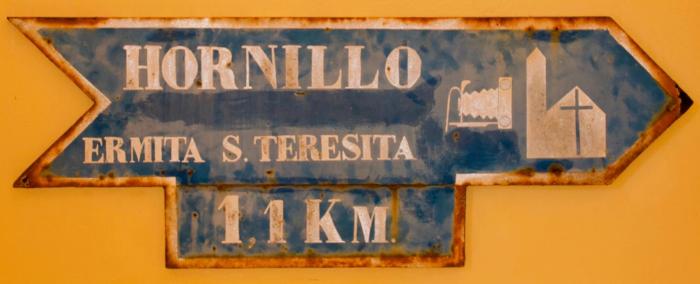 HORNILLO
ERMITA S. TERESITA
1,1 KM.